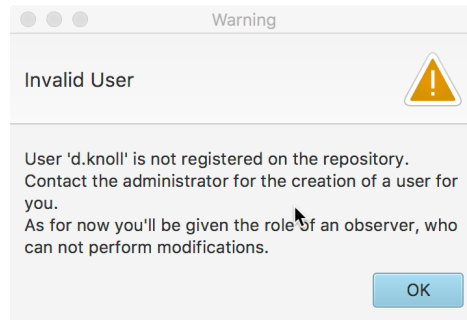 Warning
Invalid User
User 'd.knoll' is not registered on the repository.
Contact the administrator for the creation of a user for
you.
As for now you'll be given the role of an observer, who
can not perform modifications.
OK